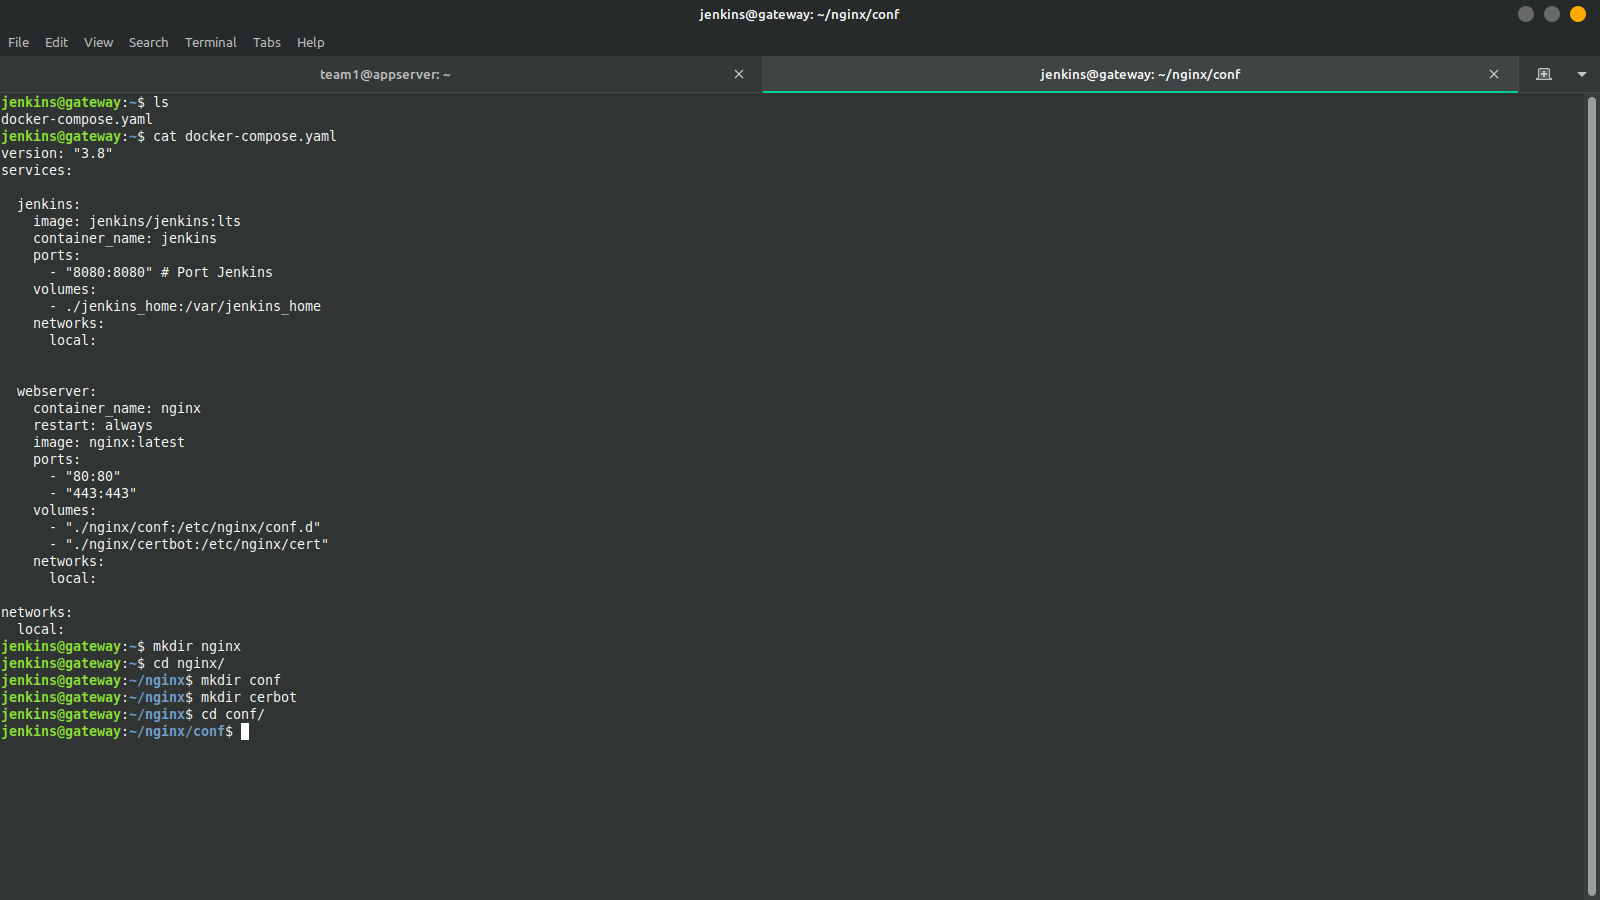 jenkins@gateway: ~/nginx/conf
File Edit View Search Terminal Tabs Help
team1@appserver: ~
jenkins@gateway: ~/nginx/conf
jenkins@gateway:~$ ls
docker-compose.yaml
jenkins@gateway:~$ cat docker-compose.yaml
version: "3.8"
services:

  jenkins:
    image: jenkins/jenkins:lts
    container_name: jenkins
    ports:
      - "8080:8080" # Port Jenkins
    volumes:
      - ./jenkins_home:/var/jenkins_home
    networks:
      local:

  webserver:
    container_name: nginx
    restart: always
    image: nginx:latest
    ports:
      - "80:80"
      - "443:443"
    volumes:
      - "./nginx/conf:/etc/nginx/conf.d"
      - "./nginx/certbot:/etc/nginx/cert"
    networks:
      local:

networks:
  local:
jenkins@gateway:~$ mkdir nginx
jenkins@gateway:~$ cd nginx/
jenkins@gateway:~/nginx$ mkdir conf
jenkins@gateway:~/nginx$ mkdir cerbot
jenkins@gateway:~/nginx$ cd conf/
jenkins@gateway:~/nginx/conf$